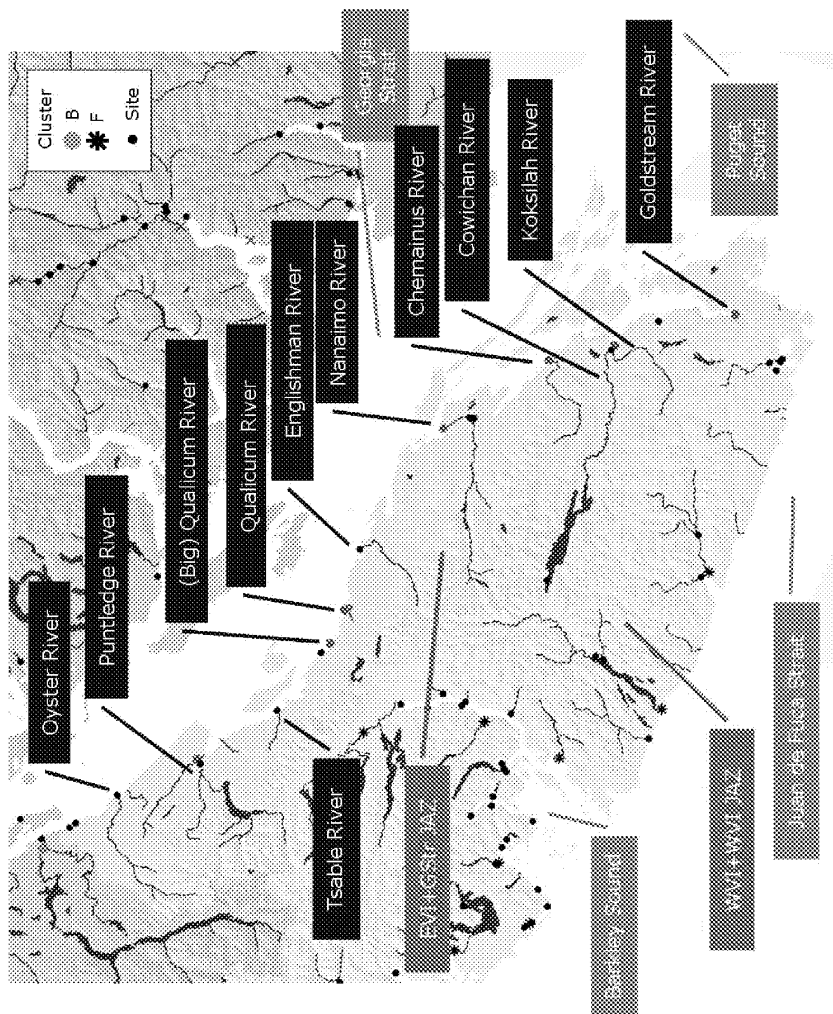 Cluster
B
F
Site
Oyster River
Puntledge River
(Big) Qualicum River
Qualicum River
Englishman River
Nanaimo River
Georgia
Strait
Chemainus River
Cowichan River
Koksilah River
Goldstream River
Puget
Sound
Tsable River
EVI+GStr JAZ
Barkley Sound
WVI+WVI JAZ
Juan de Fuca Strait